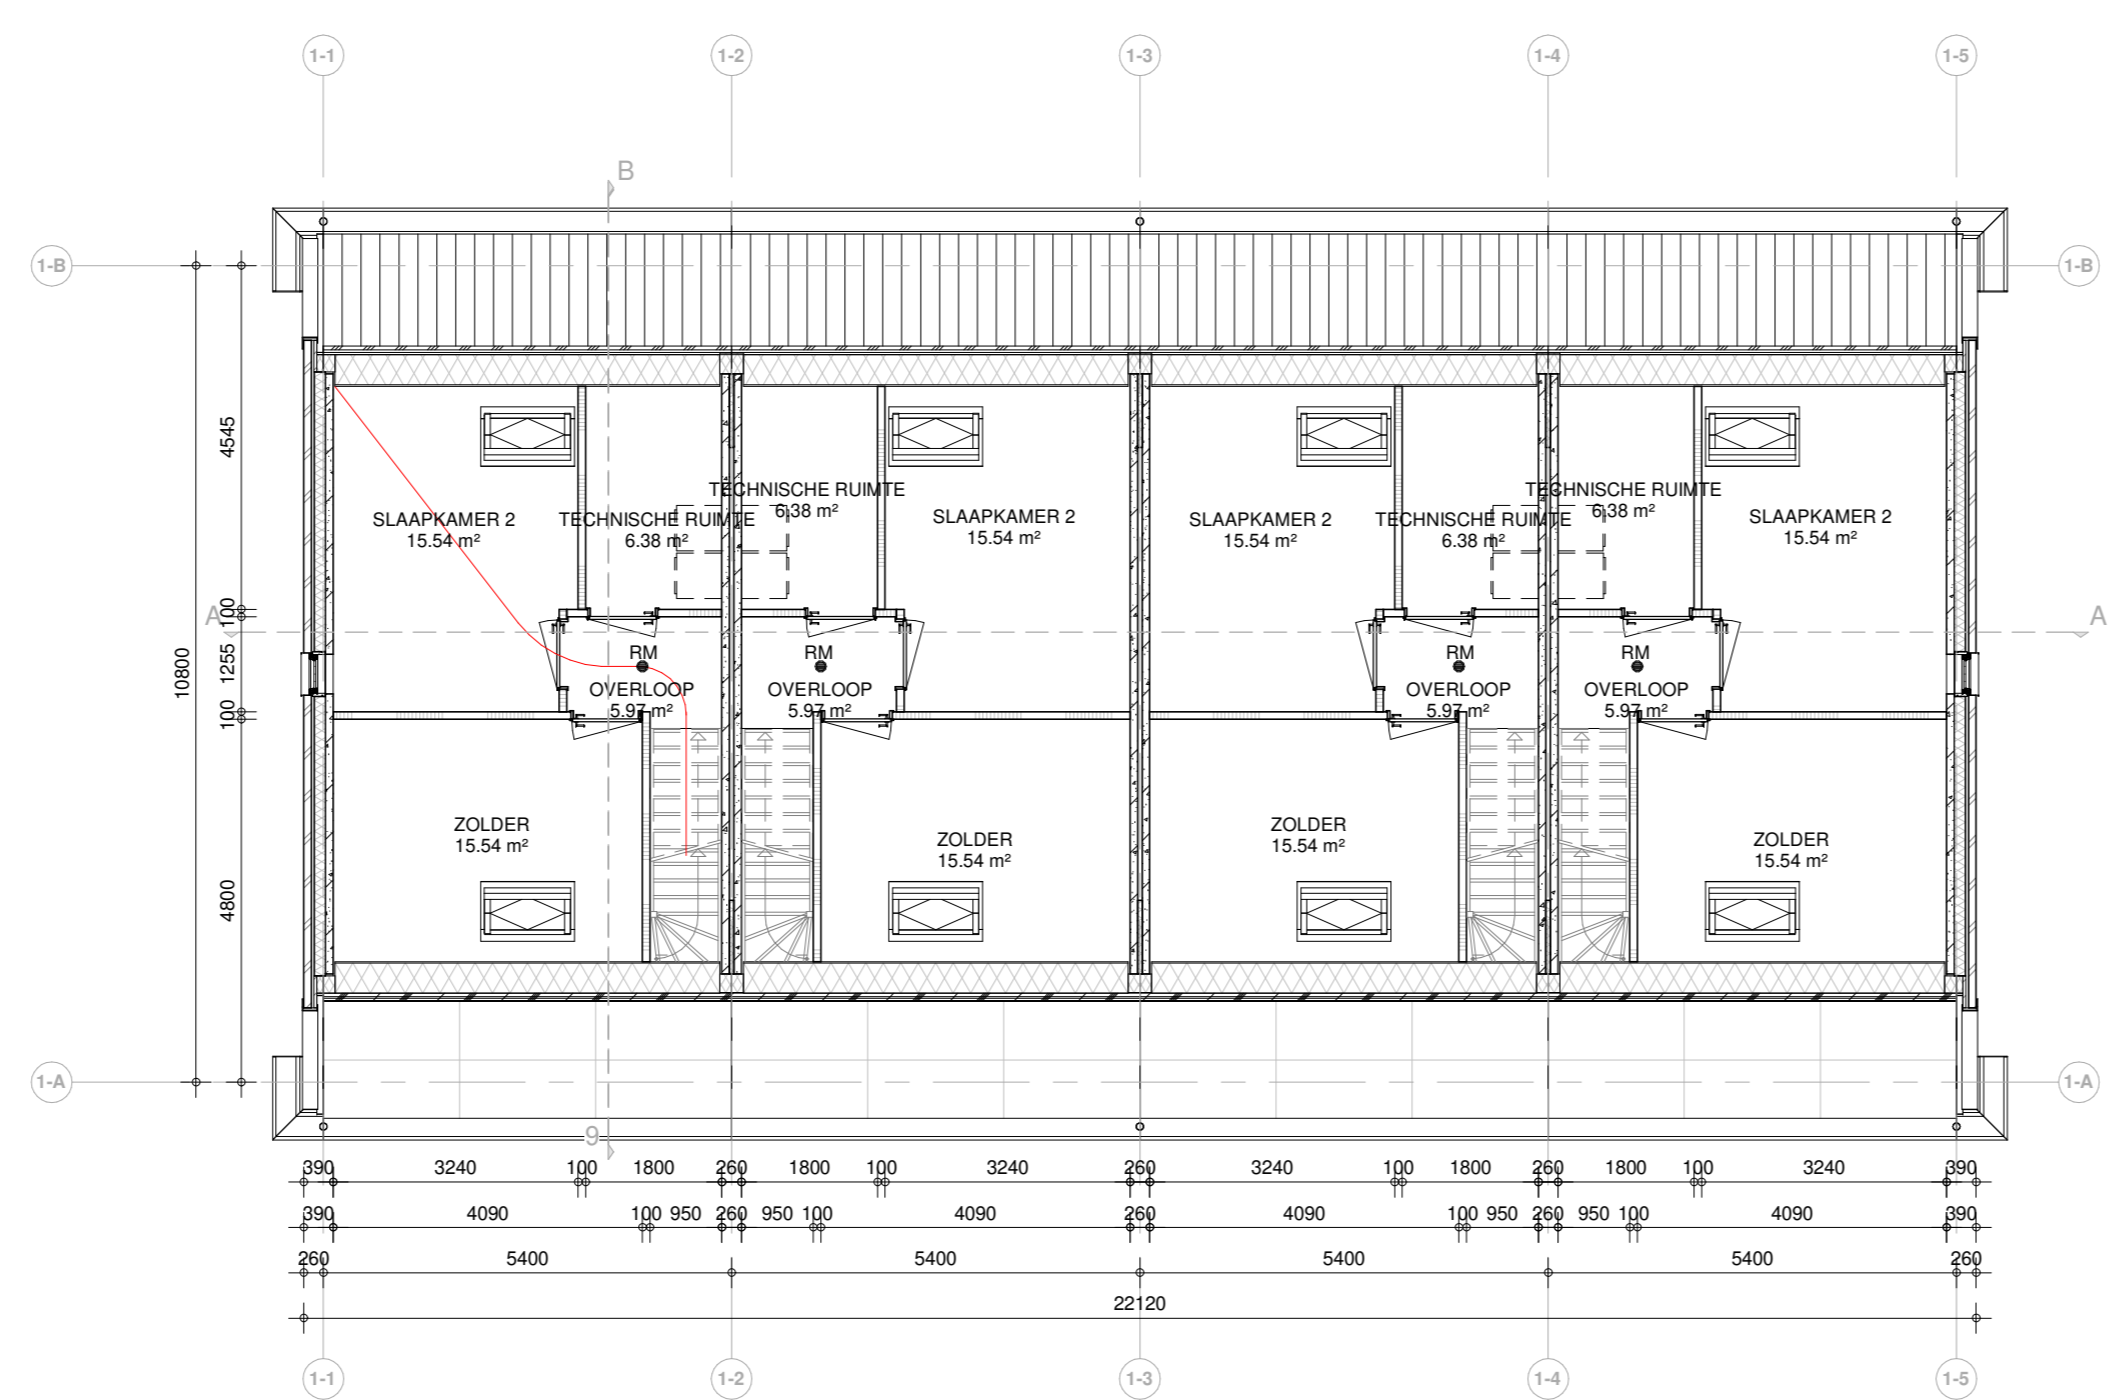 1-1 1-2 1-3 1-4 1-5
B
1-B 1-B
4545
TECHNISCHE RUIMTE TECHNISCHE RUIMTE
6.38 m² 6.38 m²
SLAAPKAMER 2 TECHNISCHE RUIMTE SLAAPKAMER 2 SLAAPKAMER 2 TECHNISCHE RUIMTE SLAAPKAMER 2
15.54 m² 6.38 m² 15.54 m² 15.54 m² 6.38 m² 15.54 m²
100
A A
RM RM RM RM
10800 1255
OVERLOOP OVERLOOP OVERLOOP OVERLOOP
5.97 m² 5.97 m² 5.97 m² 5.97 m²
100
ZOLDER ZOLDER ZOLDER ZOLDER
15.54 m² 15.54 m² 15.54 m² 15.54 m²
4800
1-A 1-A
9
390 3240 100 1800 260 1800 100 3240 260 3240 100 1800 260 1800 100 3240 390
390 4090 100 950 260 950 100 4090 260 4090 100 950 260 950 100 4090 390
260 5400 5400 5400 5400 260
22120
1-1 1-2 1-3 1-4 1-5